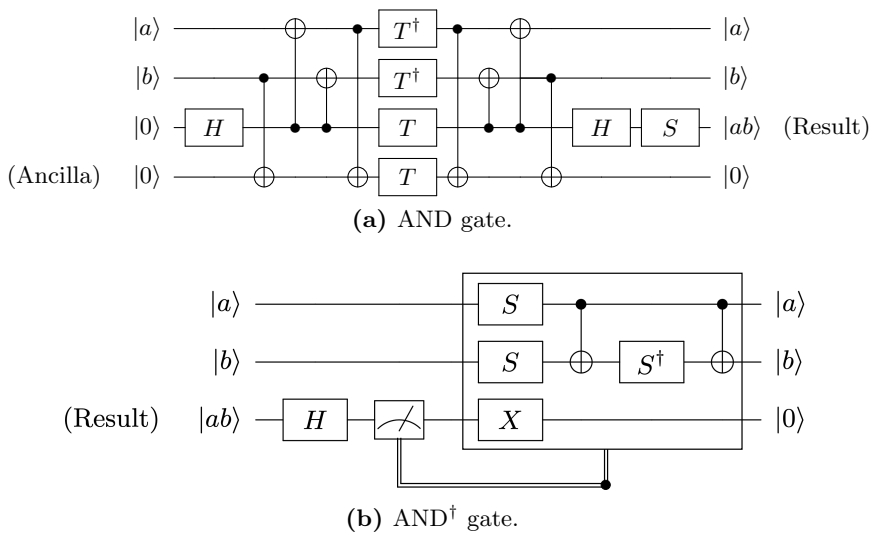 |a⟩ T† |a⟩
|b⟩ T† |b⟩
|0⟩ H T H S |ab⟩ (Result)
(Ancilla) |0⟩ T |0⟩
(a) AND gate.
|a⟩ S |a⟩
|b⟩ S S† |b⟩
(Result) |ab⟩ H X |0⟩
(b) AND† gate.